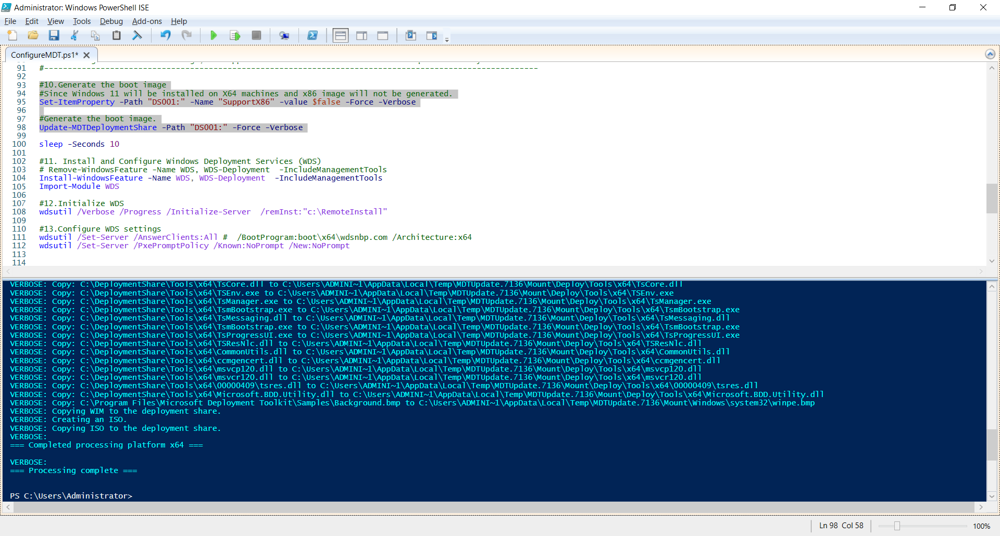 Administrator: Windows PowerShell ISE
File Edit View Tools Debug Add-ons Help
ConfigureMDT.ps1*
91 #---------------------------------------------------------------------------------------------------------
92
93 #10.Generate the boot image
94 #Since Windows 11 will be installed on X64 machines and x86 image will not be generated.
95 Set-ItemProperty -Path "DS001:" -Name "SupportX86" -value $false -Force -Verbose
96
97 #Generate the boot image.
98 Update-MDTDeploymentShare -Path "DS001:" -Force -Verbose
99
100 sleep -Seconds 10
101
102 #11. Install and Configure Windows Deployment Services (WDS)
103 # Remove-WindowsFeature -Name WDS, WDS-Deployment  -IncludeManagementTools
104 Install-WindowsFeature -Name WDS, WDS-Deployment  -IncludeManagementTools
105 Import-Module WDS
106
107 #12.Initialize WDS
108 wdsutil /Verbose /Progress /Initialize-Server  /remInst:"c:\RemoteInstall"
109
110 #13.Configure WDS settings
111 wdsutil /Set-Server /AnswerClients:All #  /BootProgram:boot\x64\wdsnbp.com /Architecture:x64
112 wdsutil /Set-Server /PxePromptPolicy /Known:NoPrompt /New:NoPrompt
113
114
VERBOSE: Copy: C:\DeploymentShare\Tools\x64\TsCore.dll to C:\Users\ADMINI~1\AppData\Local\Temp\MDTUpdate.7136\Mount\Deploy\Tools\x64\TsCore.dll
VERBOSE: Copy: C:\DeploymentShare\Tools\x64\TSEnv.exe to C:\Users\ADMINI~1\AppData\Local\Temp\MDTUpdate.7136\Mount\Deploy\Tools\x64\TSEnv.exe
VERBOSE: Copy: C:\DeploymentShare\Tools\x64\TsManager.exe to C:\Users\ADMINI~1\AppData\Local\Temp\MDTUpdate.7136\Mount\Deploy\Tools\x64\TsManager.exe
VERBOSE: Copy: C:\DeploymentShare\Tools\x64\TsmBootstrap.exe to C:\Users\ADMINI~1\AppData\Local\Temp\MDTUpdate.7136\Mount\Deploy\Tools\x64\TsmBootstrap.exe
VERBOSE: Copy: C:\DeploymentShare\Tools\x64\TsMessaging.dll to C:\Users\ADMINI~1\AppData\Local\Temp\MDTUpdate.7136\Mount\Deploy\Tools\x64\TsMessaging.dll
VERBOSE: Copy: C:\DeploymentShare\Tools\x64\TsmBootstrap.exe to C:\Users\ADMINI~1\AppData\Local\Temp\MDTUpdate.7136\Mount\Deploy\Tools\x64\TsmBootstrap.exe
VERBOSE: Copy: C:\DeploymentShare\Tools\x64\TsProgressUI.exe to C:\Users\ADMINI~1\AppData\Local\Temp\MDTUpdate.7136\Mount\Deploy\Tools\x64\TsProgressUI.exe
VERBOSE: Copy: C:\DeploymentShare\Tools\x64\TSResNlc.dll to C:\Users\ADMINI~1\AppData\Local\Temp\MDTUpdate.7136\Mount\Deploy\Tools\x64\TSResNlc.dll
VERBOSE: Copy: C:\DeploymentShare\Tools\x64\CommonUtils.dll to C:\Users\ADMINI~1\AppData\Local\Temp\MDTUpdate.7136\Mount\Deploy\Tools\x64\CommonUtils.dll
VERBOSE: Copy: C:\DeploymentShare\Tools\x64\ccmgencert.dll to C:\Users\ADMINI~1\AppData\Local\Temp\MDTUpdate.7136\Mount\Deploy\Tools\x64\ccmgencert.dll
VERBOSE: Copy: C:\DeploymentShare\Tools\x64\msvcp120.dll to C:\Users\ADMINI~1\AppData\Local\Temp\MDTUpdate.7136\Mount\Deploy\Tools\x64\msvcp120.dll
VERBOSE: Copy: C:\DeploymentShare\Tools\x64\msvcr120.dll to C:\Users\ADMINI~1\AppData\Local\Temp\MDTUpdate.7136\Mount\Deploy\Tools\x64\msvcr120.dll
VERBOSE: Copy: C:\DeploymentShare\Tools\x64\00000409\tsres.dll to C:\Users\ADMINI~1\AppData\Local\Temp\MDTUpdate.7136\Mount\Deploy\Tools\x64\00000409\tsres.dll
VERBOSE: Copy: C:\DeploymentShare\Tools\x64\Microsoft.BDD.Utility.dll to C:\Users\ADMINI~1\AppData\Local\Temp\MDTUpdate.7136\Mount\Deploy\Tools\x64\Microsoft.BDD.Utility.dll
VERBOSE: Copy: C:\Program Files\Microsoft Deployment Toolkit\Samples\Background.bmp to C:\Users\ADMINI~1\AppData\Local\Temp\MDTUpdate.7136\Mount\Windows\system32\winpe.bmp
VERBOSE: Copying WIM to the deployment share.
VERBOSE: Creating an ISO.
VERBOSE: Copying ISO to the deployment share.
VERBOSE:
=== Completed processing platform x64 ===
VERBOSE:
=== Processing complete ===
PS C:\Users\Administrator>
Ln 98 Col 58 100%